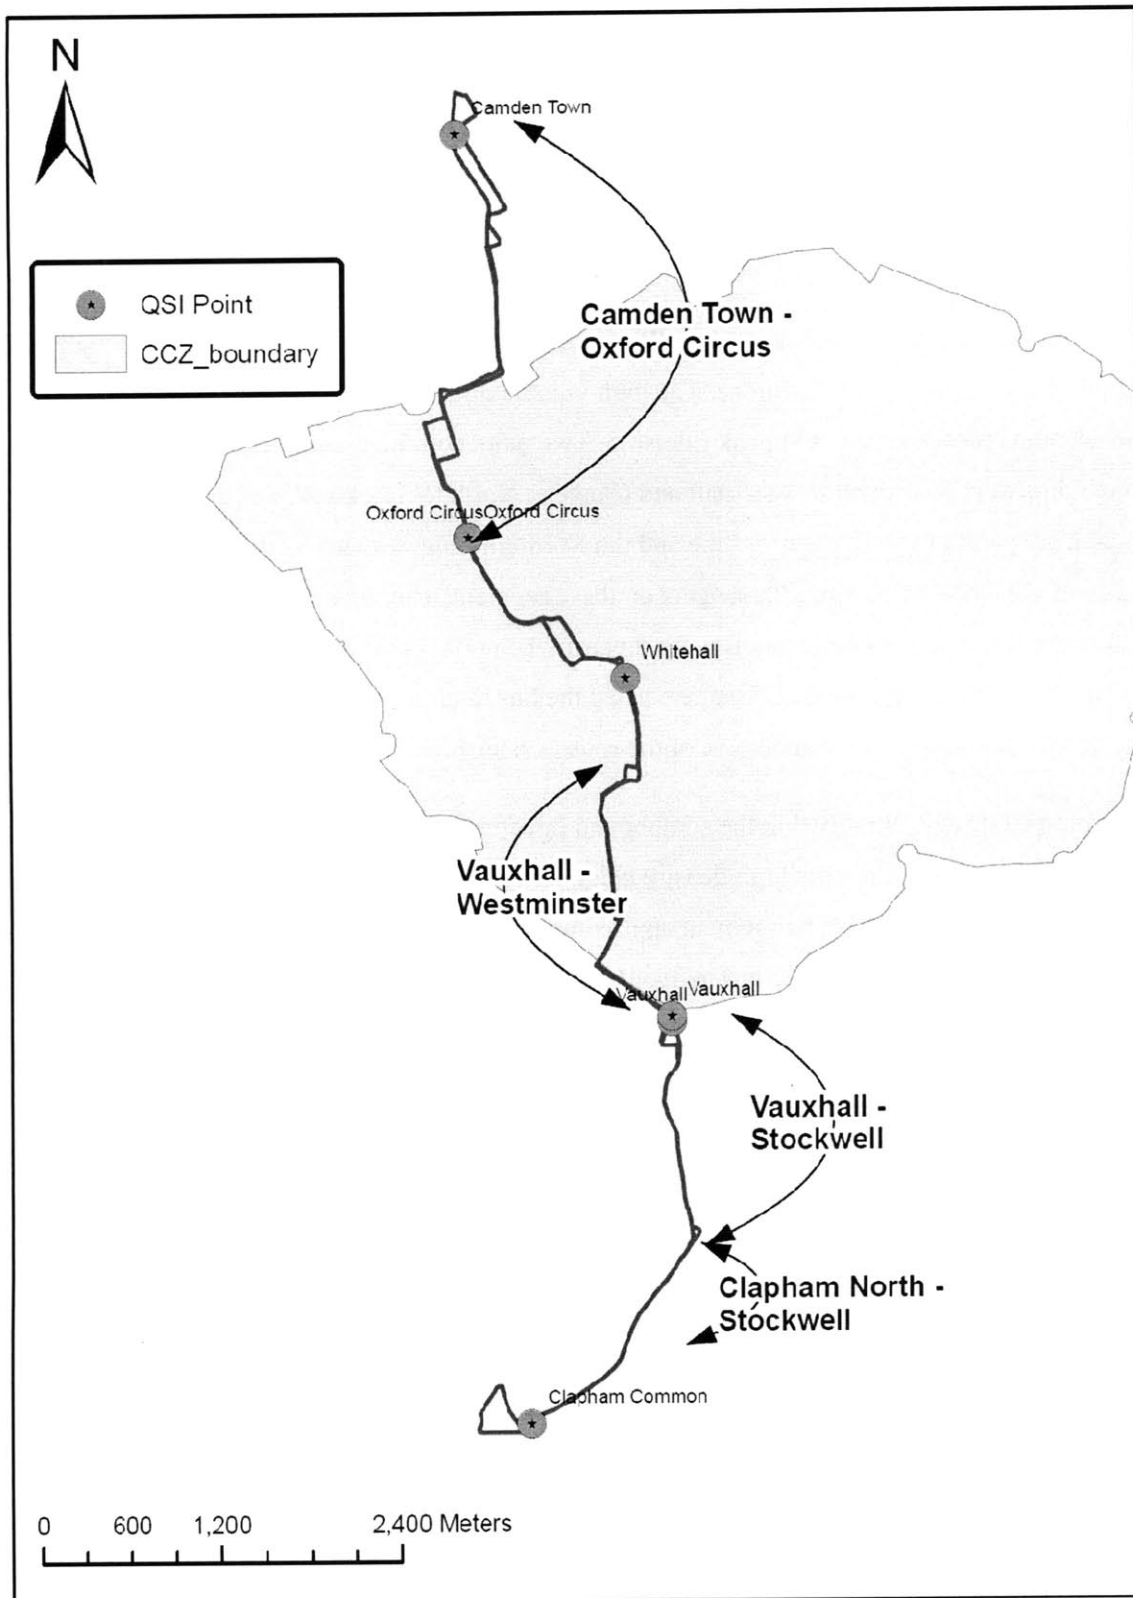 N
Camden Town
QSI Point
CCZ_boundary
Camden Town -
Oxford Circus
Oxford Circus Oxford Circus
Whitehall
Vauxhall -
Westminster
Vauxhall Vauxhall
Vauxhall -
Stockwell
Clapham North -
Stockwell
Clapham Common
0 600 1,200 2,400 Meters